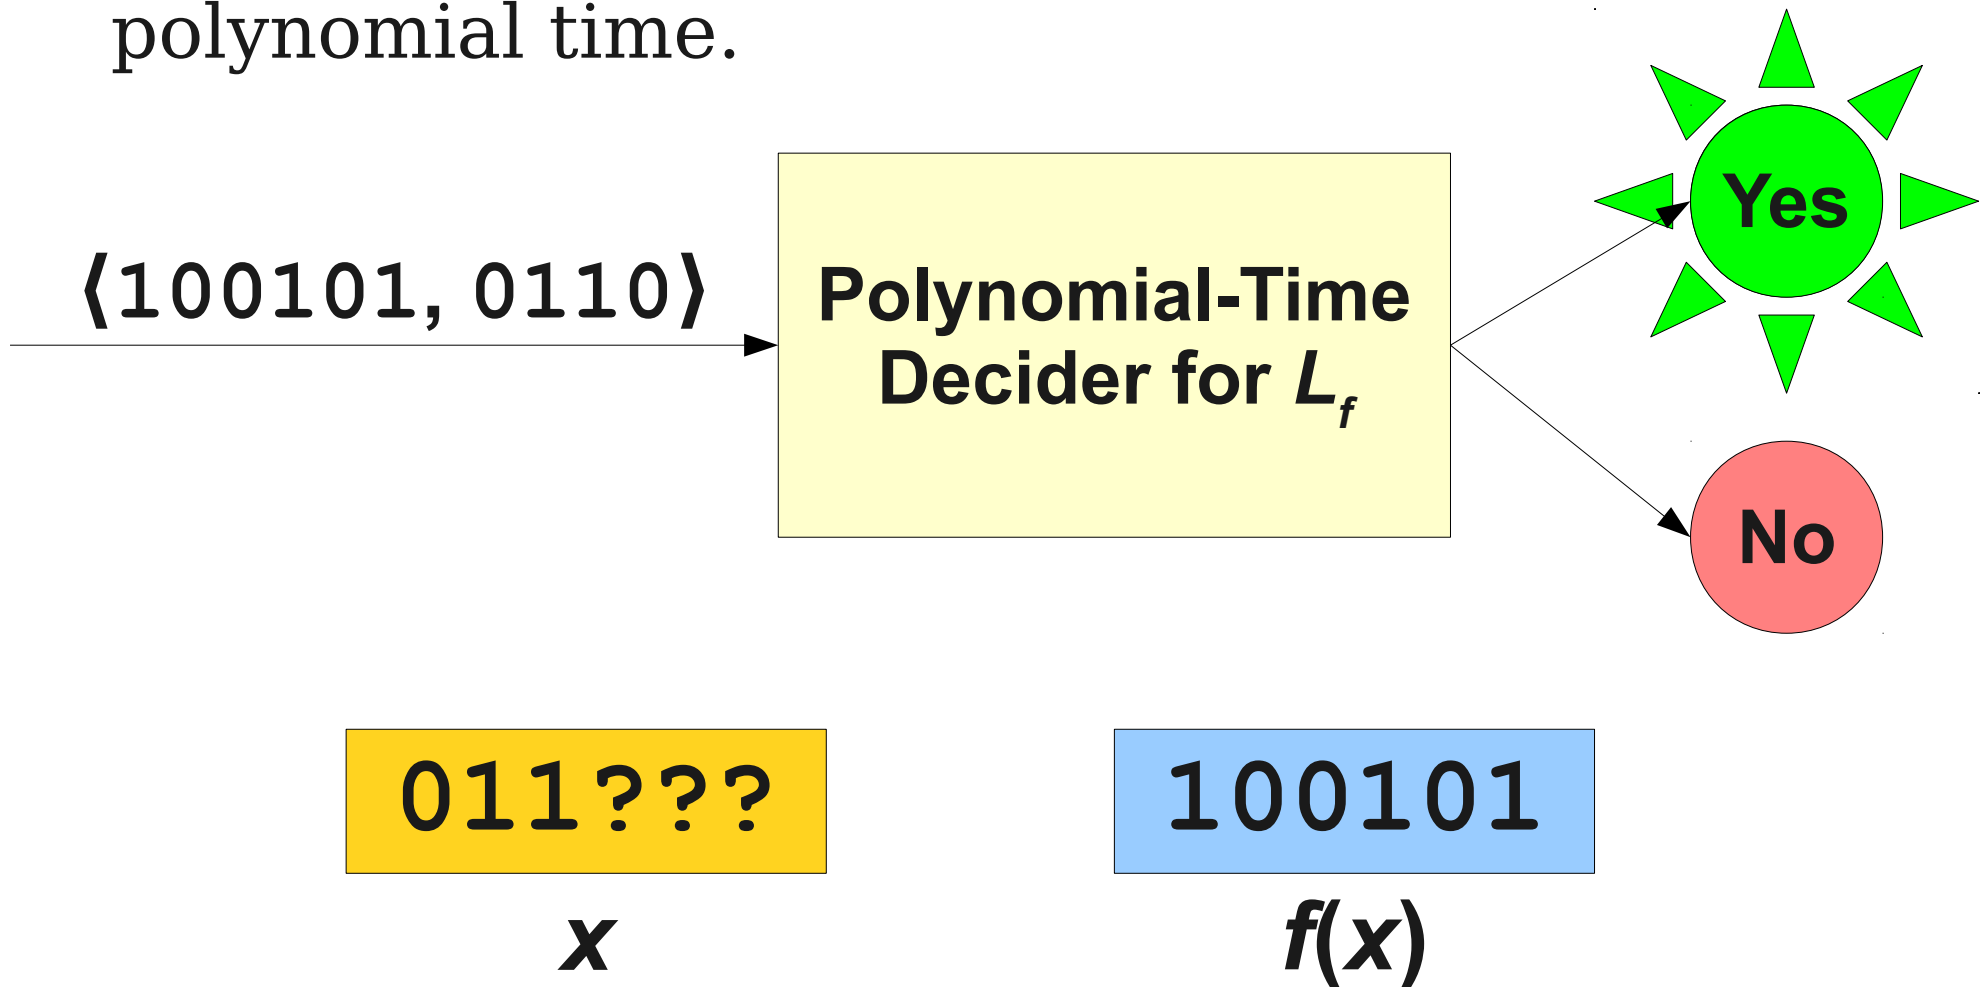 polynomial time.
⟨100101, 0110⟩
Polynomial-Time
Decider for L_f
Yes
No
011???
100101
x
f(x)